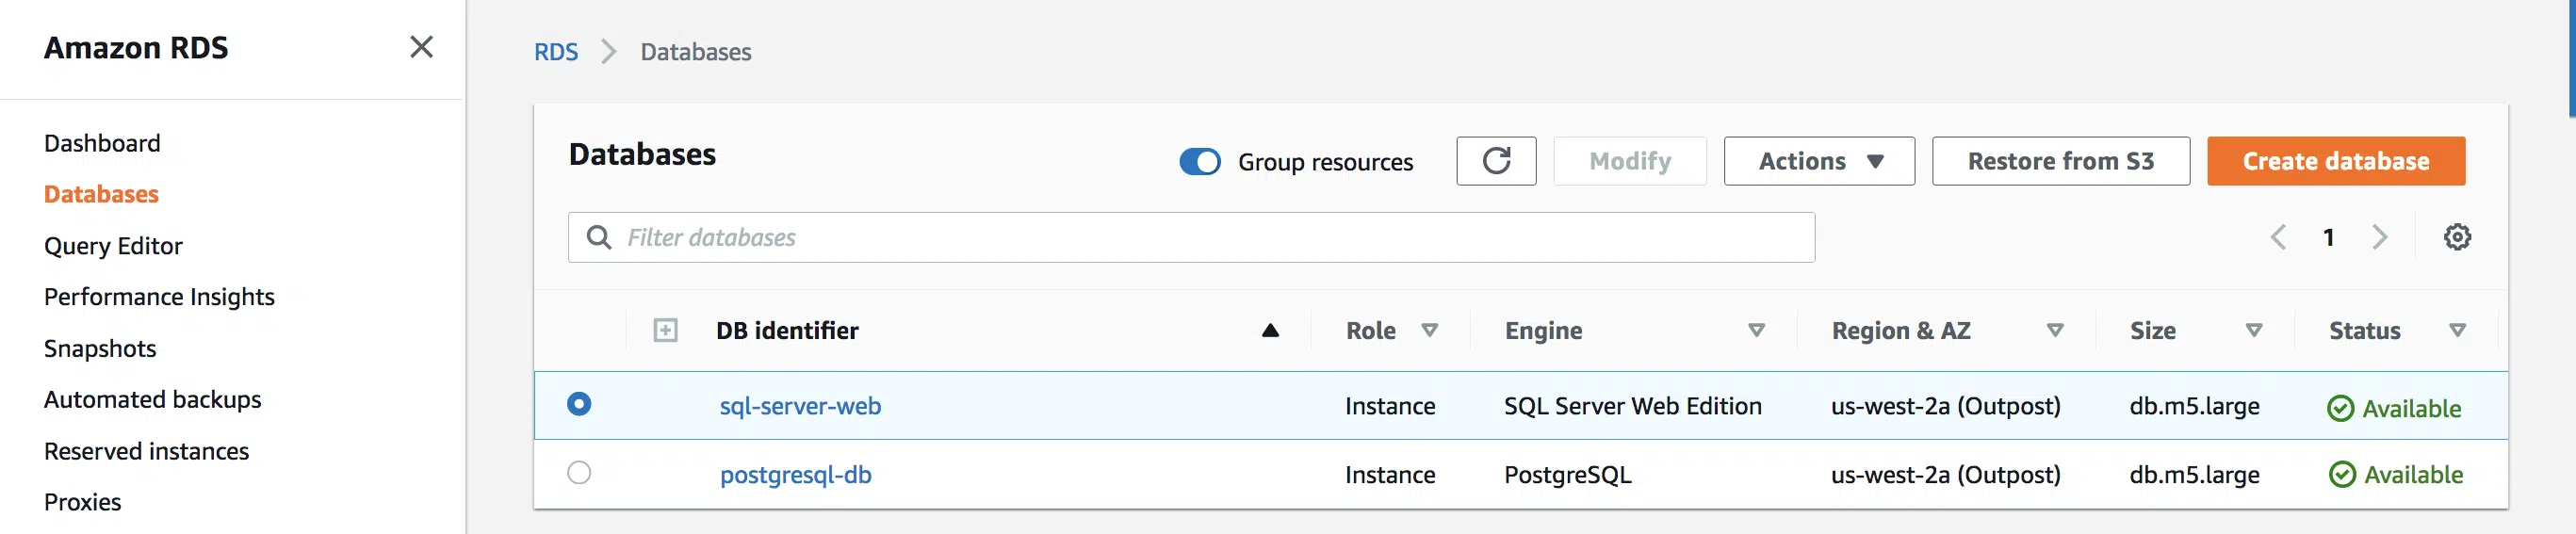 Amazon RDS
Dashboard
Databases
Query Editor
Performance Insights
Snapshots
Automated backups
Reserved instances
Proxies
RDS Databases
Databases
Group resources Modify Actions Restore from S3 Create database
Filter databases 1
DB identifier Role Engine Region & AZ Size Status
sql-server-web Instance SQL Server Web Edition us-west-2a (Outpost) db.m5.large Available
postgresql-db Instance PostgreSQL us-west-2a (Outpost) db.m5.large Available